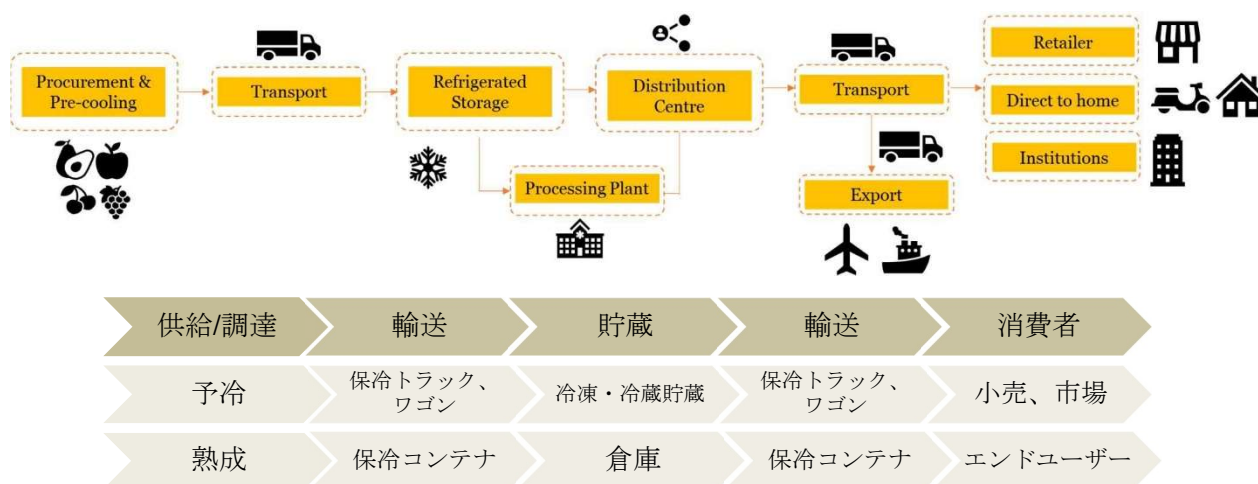 Procurement &
Pre-cooling
Transport
Refrigerated
Storage
Distribution
Centre
Transport
Retailer
Direct to home
Institutions
Processing Plant
Export
供給/調達
輸送
貯蔵
輸送
消費者
予冷
保冷トラック、
ワゴン
冷凍・冷蔵貯蔵
保冷トラック、
ワゴン
小売、市場
熟成
保冷コンテナ
倉庫
保冷コンテナ
エンドユーザー